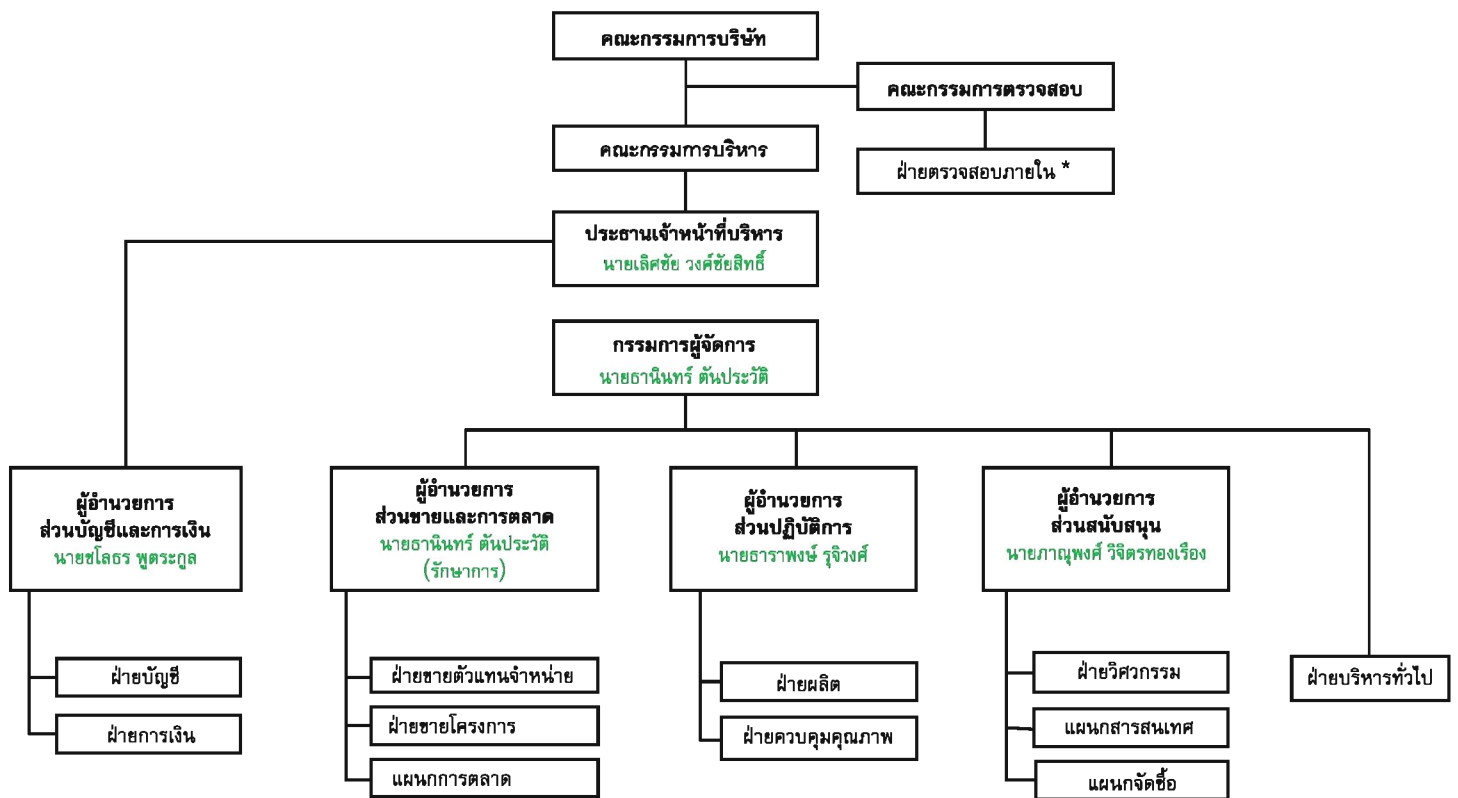 คณะกรรมการบริษัท
คณะกรรมการตรวจสอบ
คณะกรรมการบริหาร
ฝ่ายตรวจสอบภายใน *
ประธานเจ้าหน้าที่บริหาร
นายเลิศชัย วงค์ชัยสิทธิ์
กรรมการผู้จัดการ
นายธานินทร์ ตันประวัติ
ผู้อำนวยการ
ส่วนบัญชีและการเงิน
นายชโลธร พูตระกูล
ฝ่ายบัญชี
ฝ่ายการเงิน
ผู้อำนวยการ
ส่วนขายและการตลาด
นายธานินทร์ ตันประวัติ
(รักษาการ)
ฝ่ายขายตัวแทนจำหน่าย
ฝ่ายขายโครงการ
แผนกการตลาด
ผู้อำนวยการ
ส่วนปฏิบัติการ
นายธาราพงษ์ รุจิวงศ์
ฝ่ายผลิต
ฝ่ายควบคุมคุณภาพ
ผู้อำนวยการ
ส่วนสนับสนุน
นายภาณุพงศ์ วิจิตรทองเรือง
ฝ่ายวิศวกรรม
แผนกสารสนเทศ
แผนกจัดซื้อ
ฝ่ายบริหารทั่วไป